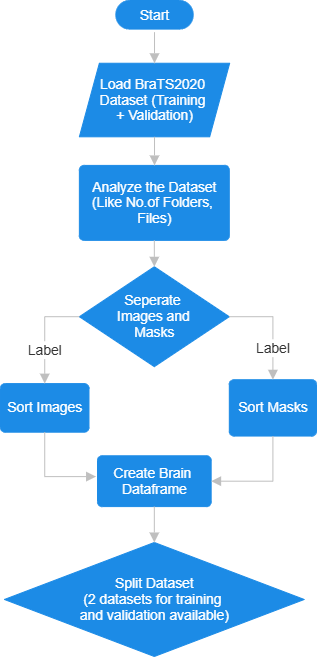 Start
Load BraTS2020
Dataset (Training
+ Validation)
Analyze the Dataset
(Like No.of Folders,
Files)
Seperate
Images and
Masks
Label
Label
Sort Images
Sort Masks
Create Brain
Dataframe
Split Dataset
(2 datasets for training
and validation available)